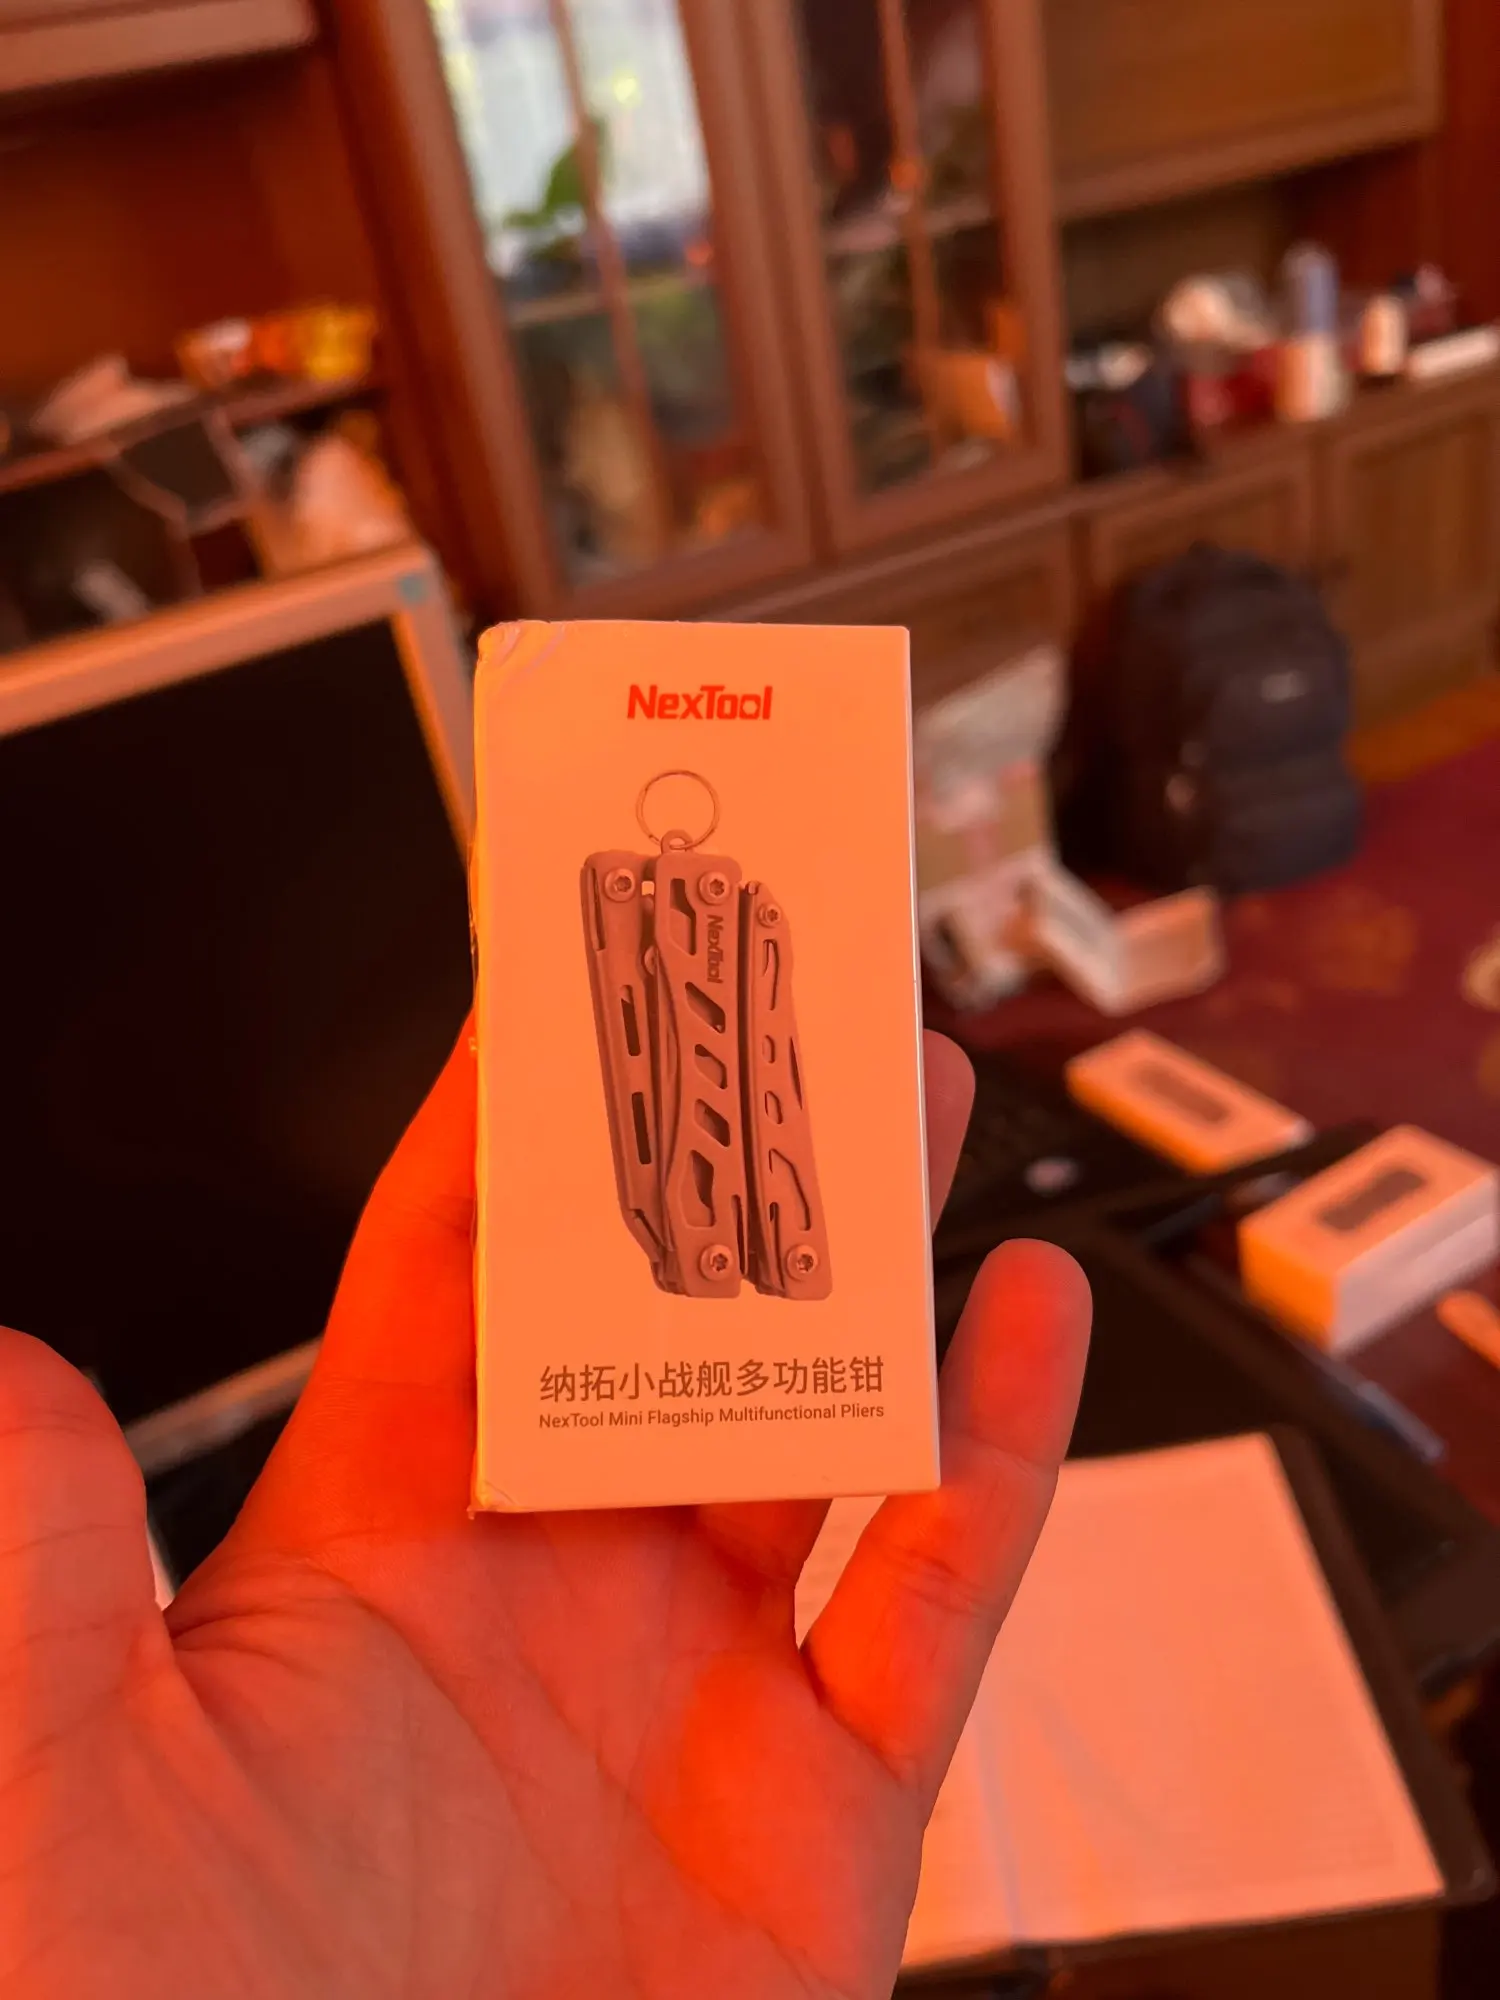 NexTool
NexTool
纳拓小战舰多功能钳
NexTool Mini Flagship Multifunctional Pliers